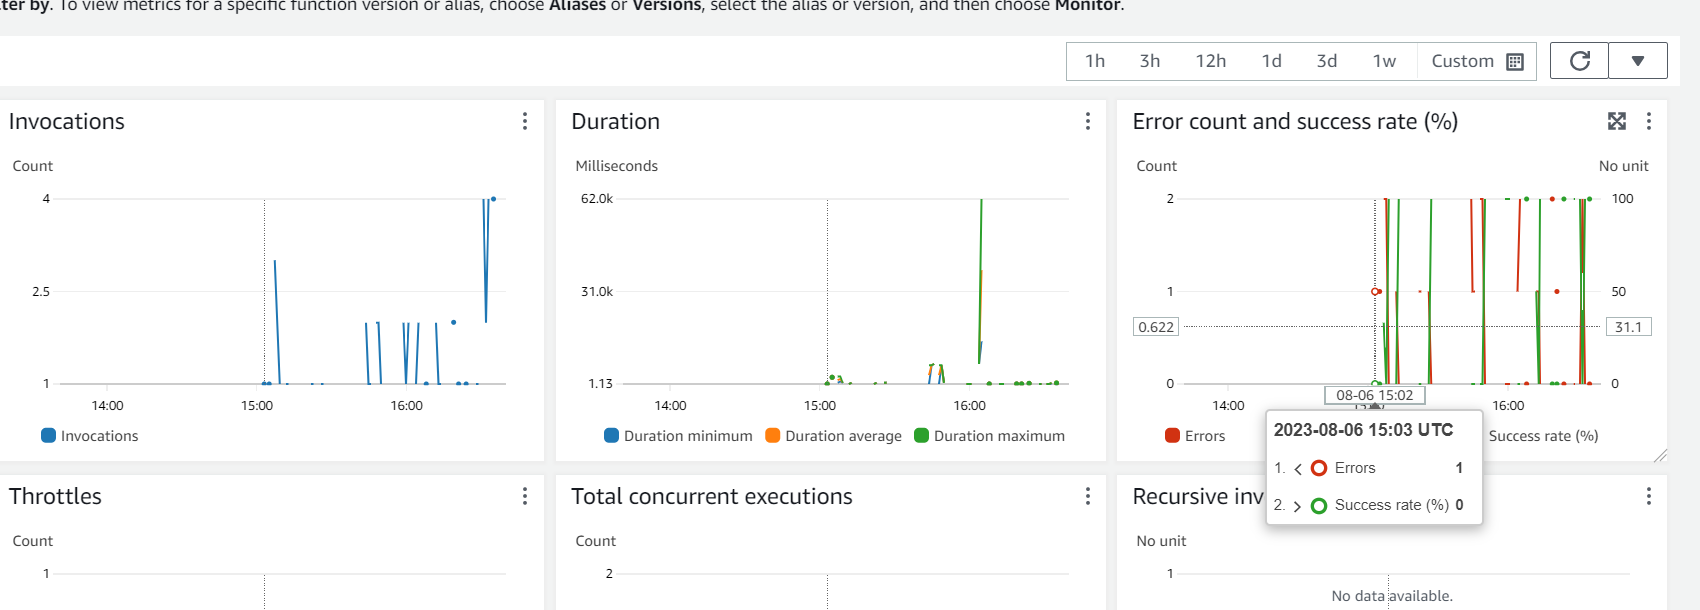 ter by. To view metrics for a specific function version or alias, choose Aliases or Versions, select the alias or version, and then choose Monitor.
1h 3h 12h 1d 3d 1w Custom
Invocations
Count
4
2.5
1
14:00 15:00 16:00
Invocations
Duration
Milliseconds
62.0k
31.0k
1.13
14:00 15:00 16:00
Duration minimum Duration average Duration maximum
Error count and success rate (%)
Count No unit
2 100
1 50
0.622 31.1
0 0
08-06 15:02
14:00 16:00
Errors Success rate (%)
2023-08-06 15:03 UTC
1. Errors 1
2. Success rate (%) 0
Throttles
Count
1
Total concurrent executions
Count
2
Recursive inv
No unit
1
No data available.